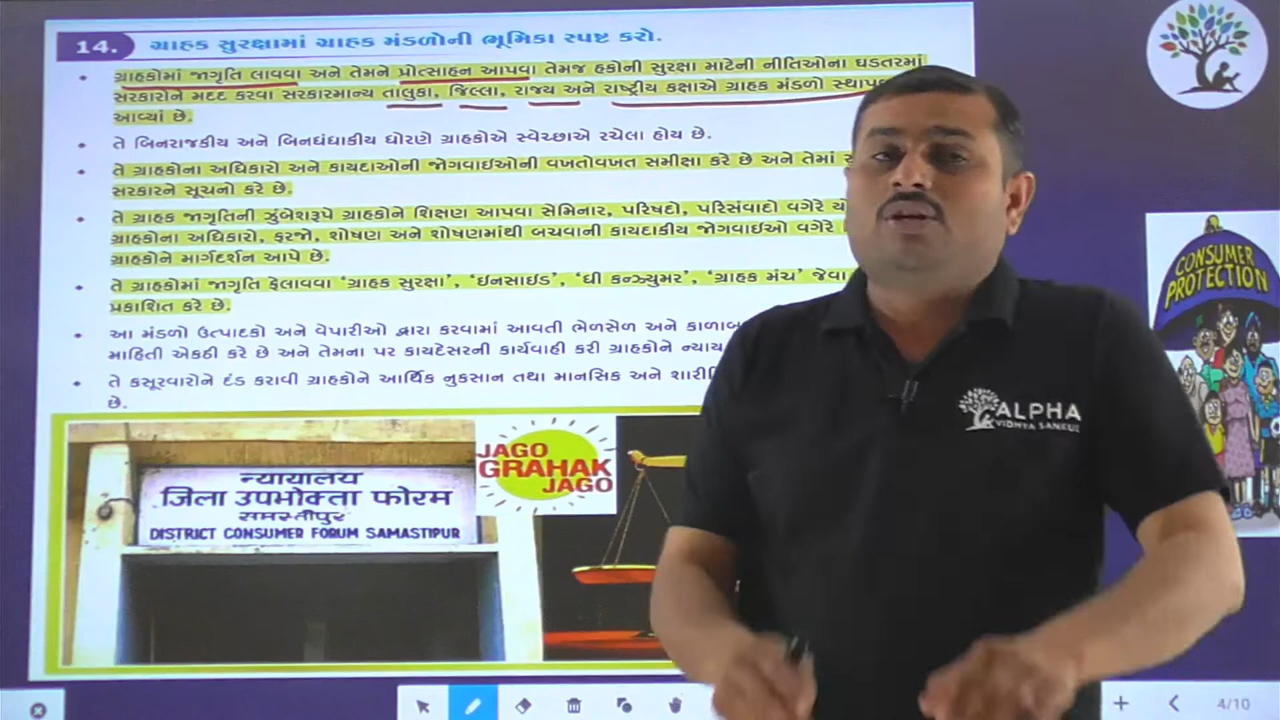 14. ગ્રાહક સુરક્ષામાં ગ્રાહક મંડળોની ભૂમિકા સ્પષ્ટ કરો.
• ગ્રાહકોમાં જાગૃતિ લાવવા અને તેમને પ્રોત્સાહન આપવા તેમજ હકોની સુરક્ષા માટેની નીતિઓના ઘડતરમાં
સરકારોને મદદ કરવા સરકારમાન્ય તાલુકા, જિલ્લા, રાજ્ય અને રાષ્ટ્રીય કક્ષાએ ગ્રાહક મંડળો
આવ્યાં છે.
• તે બિનરાજકીય અને બિનધંધાકીય ધોરણે ગ્રાહકોએ સ્વેચ્છાએ રચેલા હોય છે.
• તે ગ્રાહકોના અધિકારો અને કાયદાઓની જોગવાઈઓની વખતોવખત સમીક્ષા કરે છે અને તેમાં
સરકારને સૂચનો કરે છે.
• તે ગ્રાહક જાગૃતિની ઝુંબેશરૂપે ગ્રાહકોને શિક્ષણ આપવા સેમિનાર, પરિષદો, પરિસંવાદો વગેરે
ગ્રાહકોના અધિકારો, ફરજો, શોષણ અને શોષણમાંથી બચવાની કાયદાકીય જોગવાઈઓ વગેરે
ગ્રાહકોને માર્ગદર્શન આપે છે.
• તે ગ્રાહકોમાં જાગૃતિ ફેલાવવા ‘ગ્રાહક સુરક્ષા’, ‘ઈનસાઈડ’, ‘ધી કન્ઝ્યુમર’, ‘ગ્રાહક મંચ’ જેવા
પ્રકાશિત કરે છે.
• આ મંડળો ઉત્પાદકો અને વેપારીઓ દ્વારા કરવામાં આવતી ભેળસેળ અને
માહિતી એકઠી કરે છે અને તેમના પર કાયદેસરની કાર્યવાહી કરી ગ્રાહકોને ન્યાય
• તે કસૂરવારોને દંડ કરાવી ગ્રાહકોને આર્થિક નુકસાન તથા માનસિક અને
છે.
CONSUMER
PROTECTION
न्यायालय
जिला उपभोक्ता फोरम
समस्तीपुर
DISTRICT CONSUMER FORUM SAMASTIPUR
JAGO
GRAHAK
JAGO
ALPHA
VIDHYA SANKUL
4/10